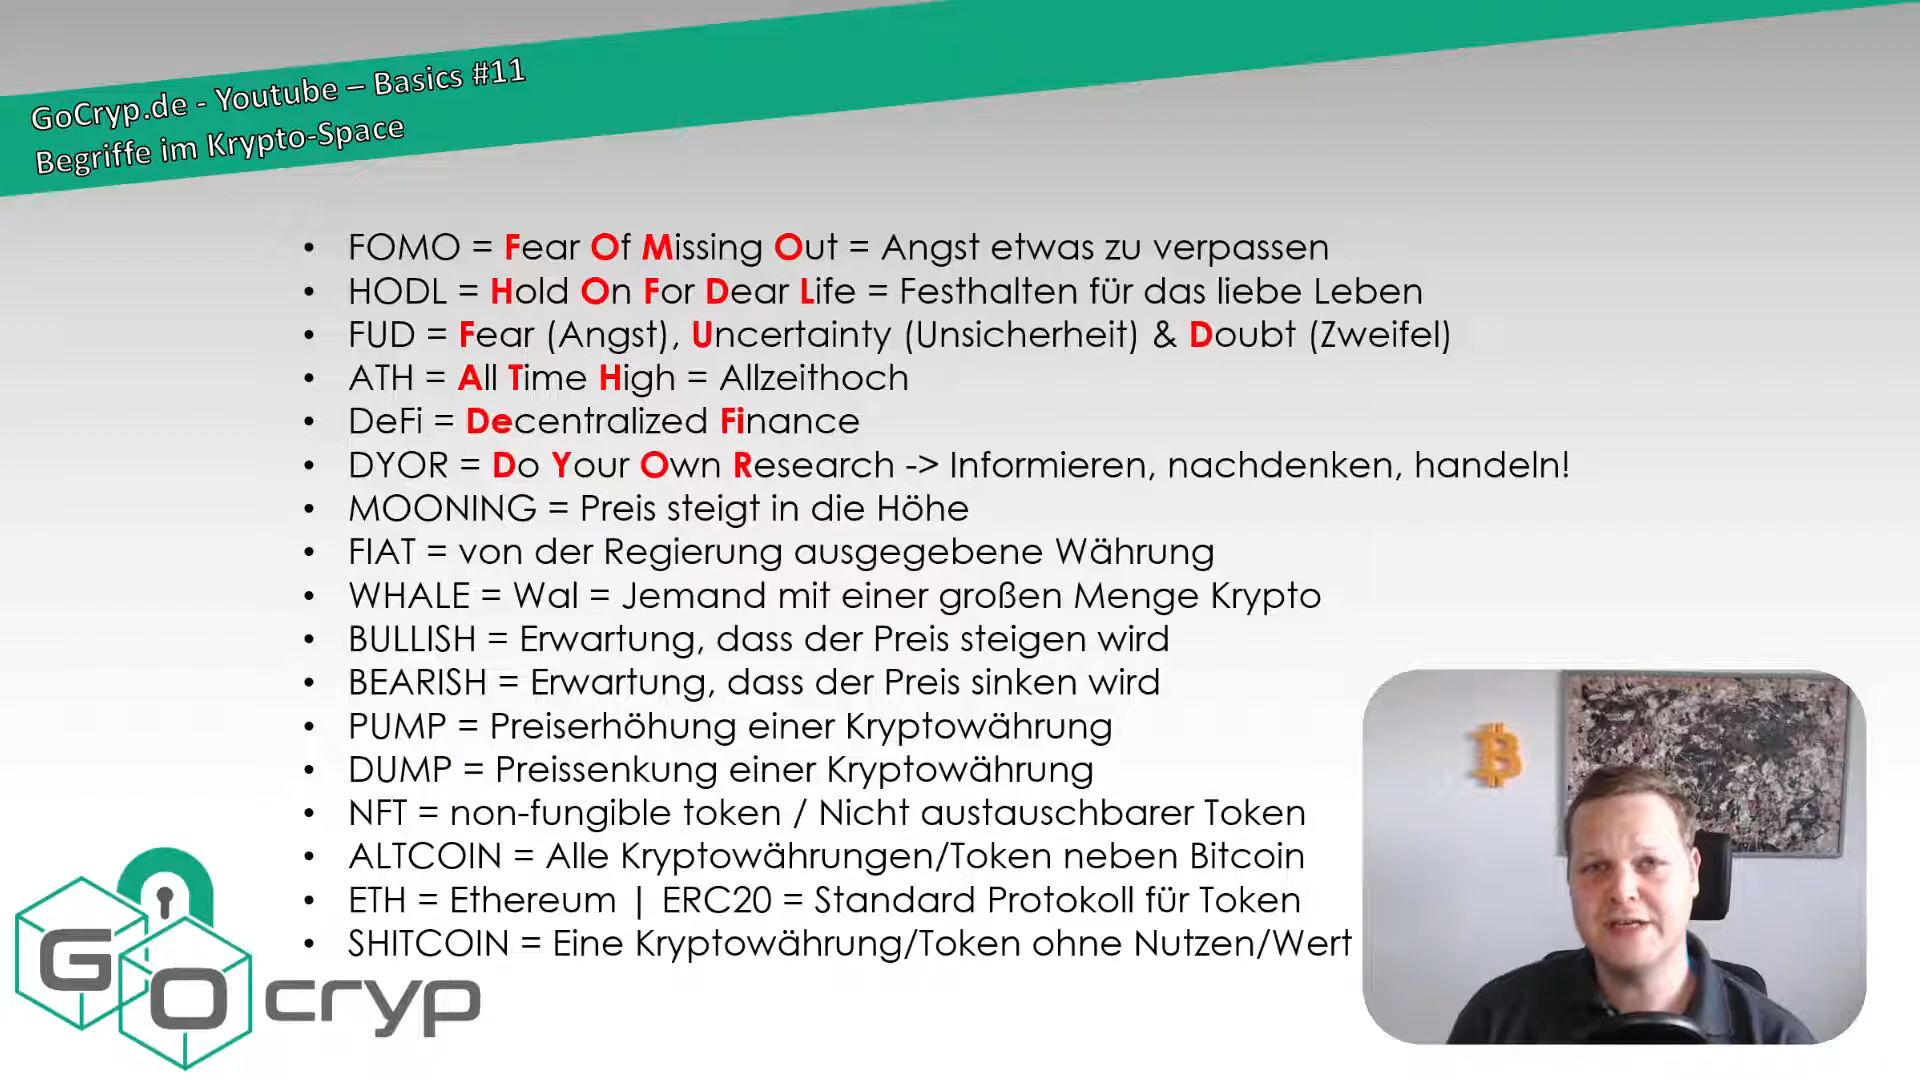 GoCryp.de - Youtube – Basics #11
Begriffe im Krypto-Space
• FOMO = Fear Of Missing Out = Angst etwas zu verpassen
• HODL = Hold On For Dear Life = Festhalten für das liebe Leben
• FUD = Fear (Angst), Uncertainty (Unsicherheit) & Doubt (Zweifel)
• ATH = All Time High = Allzeithoch
• DeFi = Decentralized Finance
• DYOR = Do Your Own Research -> Informieren, nachdenken, handeln!
• MOONING = Preis steigt in die Höhe
• FIAT = von der Regierung ausgegebene Währung
• WHALE = Wal = Jemand mit einer großen Menge Krypto
• BULLISH = Erwartung, dass der Preis steigen wird
• BEARISH = Erwartung, dass der Preis sinken wird
• PUMP = Preiserhöhung einer Kryptowährung
• DUMP = Preissenkung einer Kryptowährung
• NFT = non-fungible token / Nicht austauschbarer Token
• ALTCOIN = Alle Kryptowährungen/Token neben Bitcoin
• ETH = Ethereum | ERC20 = Standard Protokoll für Token
• SHITCOIN = Eine Kryptowährung/Token ohne Nutzen/Wert
GO cryp